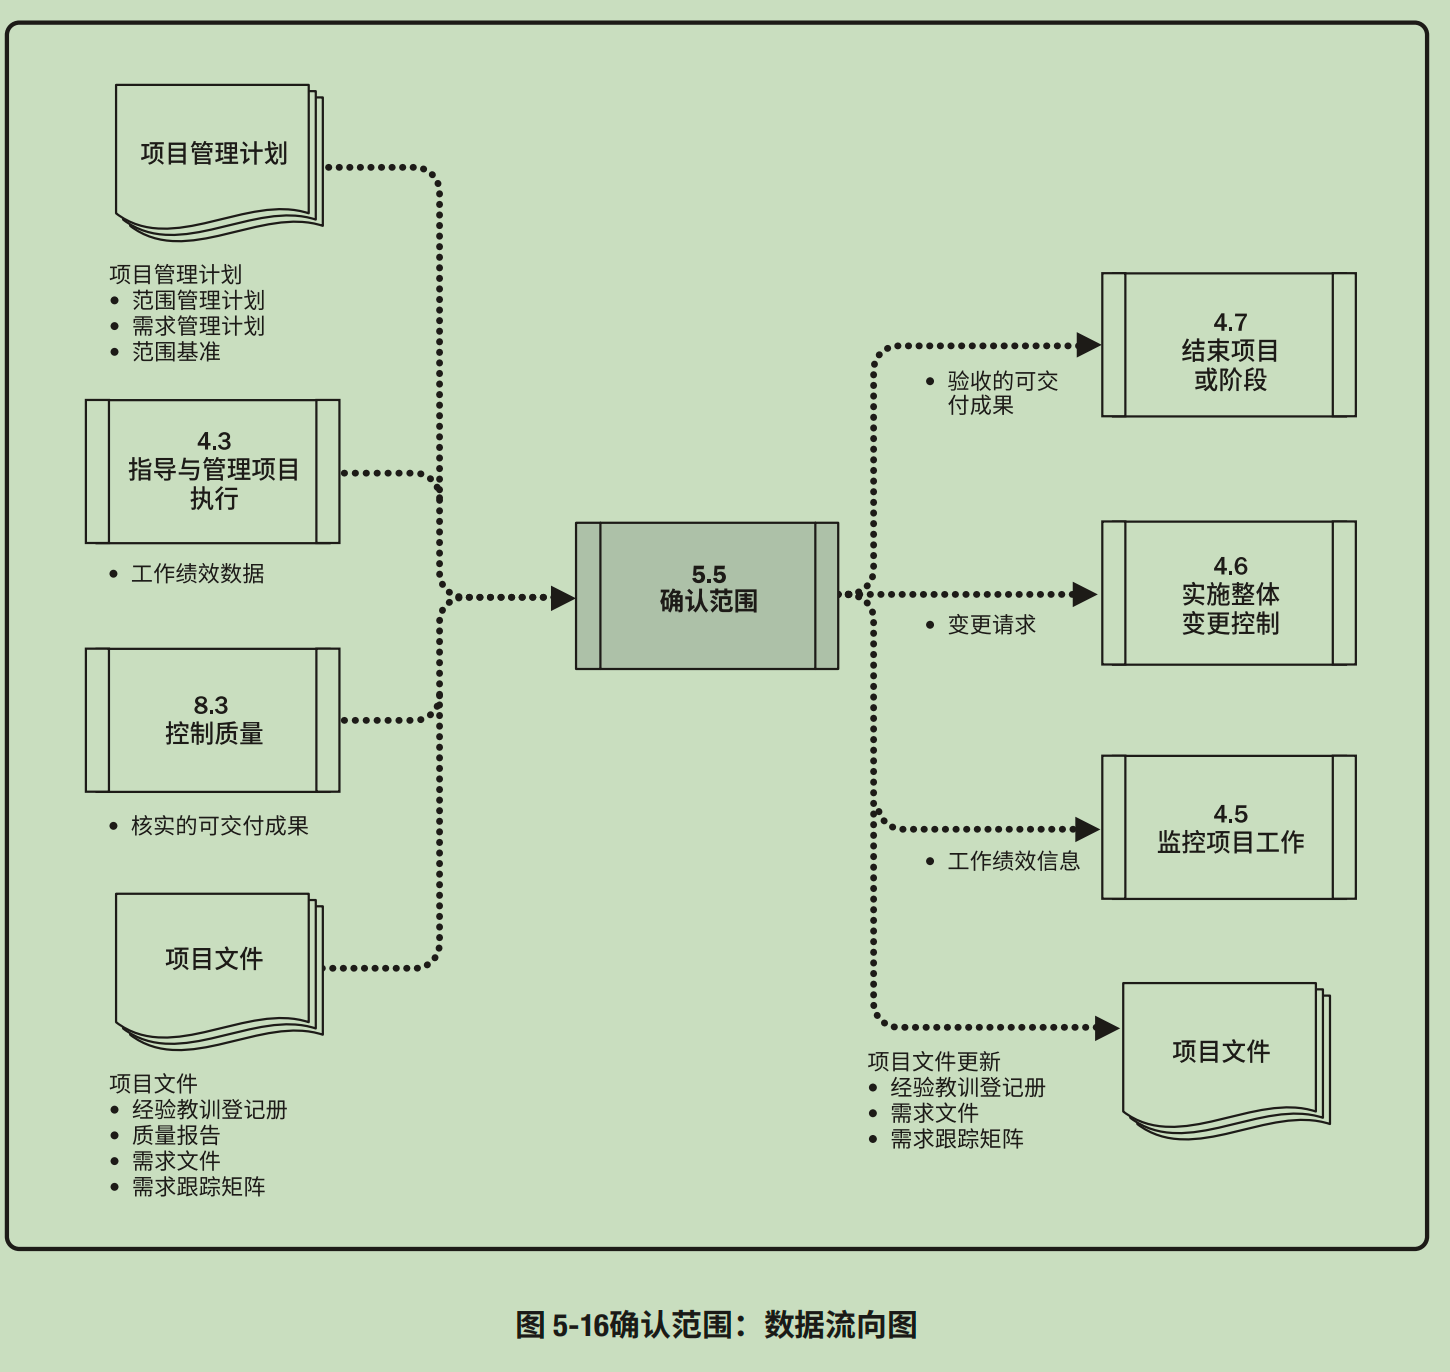 项目管理计划
项目管理计划
● 范围管理计划
● 需求管理计划
● 范围基准
4.3
指导与管理项目
执行
● 工作绩效数据
8.3
控制质量
● 核实的可交付成果
项目文件
项目文件
● 经验教训登记册
● 质量报告
● 需求文件
● 需求跟踪矩阵
5.5
确认范围
4.7
结束项目
或阶段
● 验收的可交
付成果
4.6
实施整体
变更控制
● 变更请求
4.5
监控项目工作
● 工作绩效信息
项目文件
项目文件更新
● 经验教训登记册
● 需求文件
● 需求跟踪矩阵
图 5-16确认范围：数据流向图